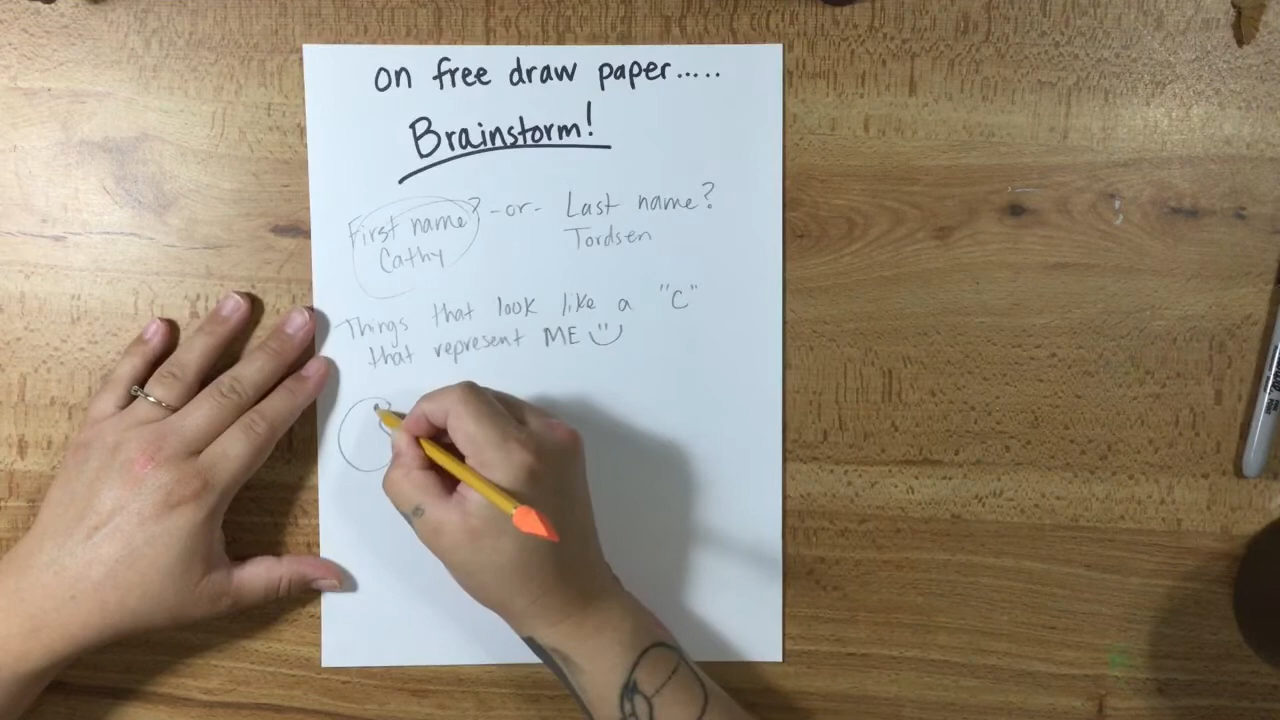 on free draw paper.....
Brainstorm!
First name? -or- Last name?
Cathy Tordsen
Things that look like a "C"
that represent ME